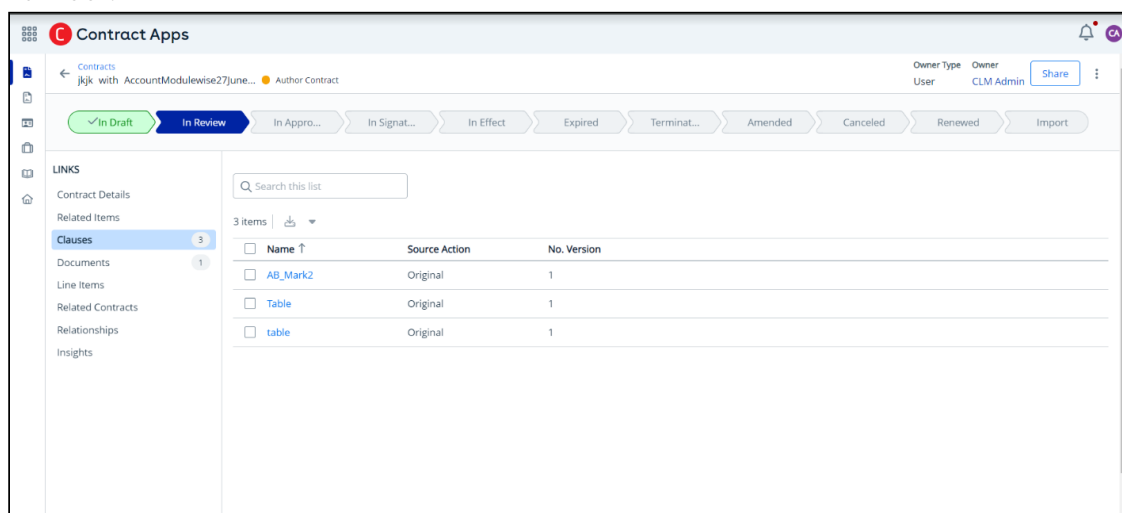 C Contract Apps
CA
Contracts
jkjk with AccountModulewise27June... Author Contract
Owner Type Owner
User CLM Admin
Share
In Draft In Review In Appro... In Signat... In Effect Expired Terminat... Amended Canceled Renewed Import
LINKS
Contract Details
Related Items
Clauses 3
Documents 1
Line Items
Related Contracts
Relationships
Insights
Search this list
3 items
Name Source Action No. Version
AB_Mark2 Original 1
Table Original 1
table Original 1